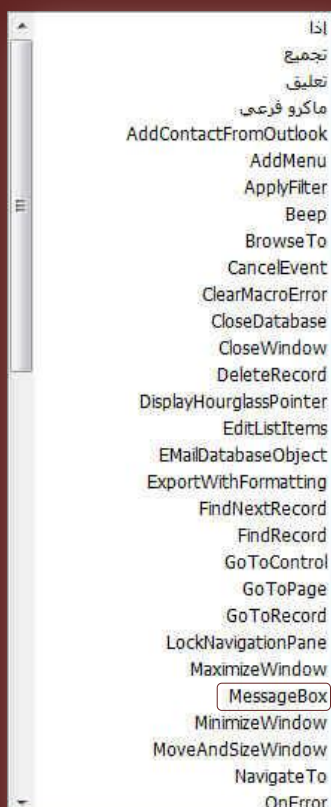 إذا
تجميع
تعليق
ماكرو فرعي
AddContactFromOutlook
AddMenu
ApplyFilter
Beep
BrowseTo
CancelEvent
ClearMacroError
CloseDatabase
CloseWindow
DeleteRecord
DisplayHourglassPointer
EditListItems
EMailDatabaseObject
ExportWithFormatting
FindNextRecord
FindRecord
GoToControl
GoToPage
GoToRecord
LockNavigationPane
MaximizeWindow
MessageBox
MinimizeWindow
MoveAndSizeWindow
NavigateTo
OnError